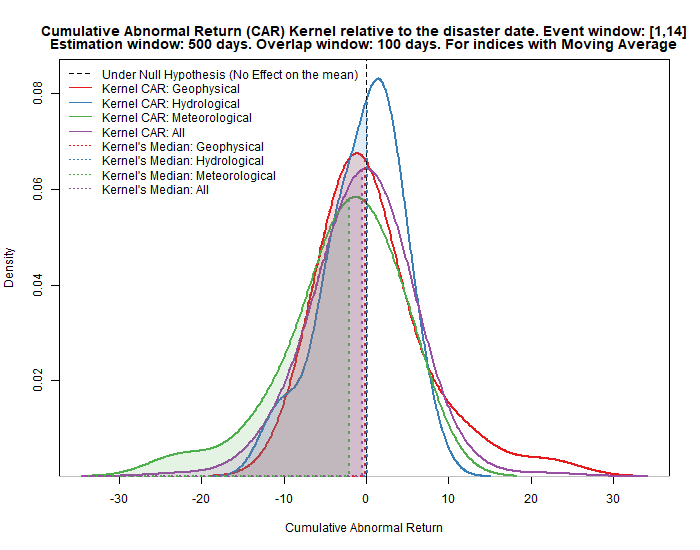 Cumulative Abnormal Return (CAR) Kernel relative to the disaster date. Event window: [1,14]
Estimation window: 500 days. Overlap window: 100 days. For indices with Moving Average
Under Null Hypothesis (No Effect on the mean)
Kernel CAR: Geophysical
Kernel CAR: Hydrological
Kernel CAR: Meteorological
Kernel CAR: All
Kernel's Median: Geophysical
Kernel's Median: Hydrological
Kernel's Median: Meteorological
Kernel's Median: All
Density
0.08
0.06
0.04
0.02
-30
-20
-10
0
10
20
30
Cumulative Abnormal Return